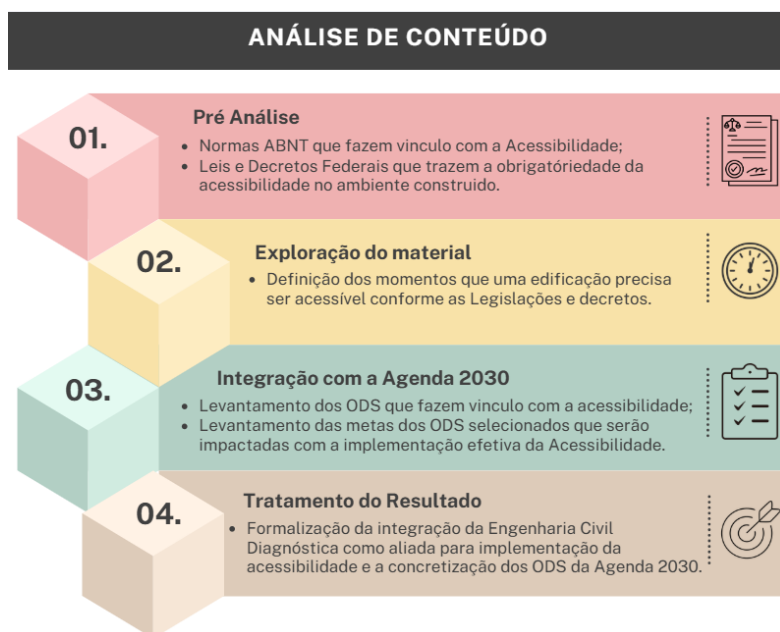 ANÁLISE DE CONTEÚDO
01.
Pré Análise
• Normas ABNT que fazem vinculo com a Acessibilidade;
• Leis e Decretos Federais que trazem a obrigatóriedade da
acessibilidade no ambiente construido.
02.
Exploração do material
• Definição dos momentos que uma edificação precisa
ser acessível conforme as Legislações e decretos.
03.
Integração com a Agenda 2030
• Levantamento dos ODS que fazem vinculo com a acessibilidade;
• Levantamento das metas dos ODS selecionados que serão
impactadas com a implementação efetiva da Acessibilidade.
04.
Tratamento do Resultado
• Formalização da integração da Engenharia Civil
Diagnóstica como aliada para implementação da
acessibilidade e a concretização dos ODS da Agenda 2030.